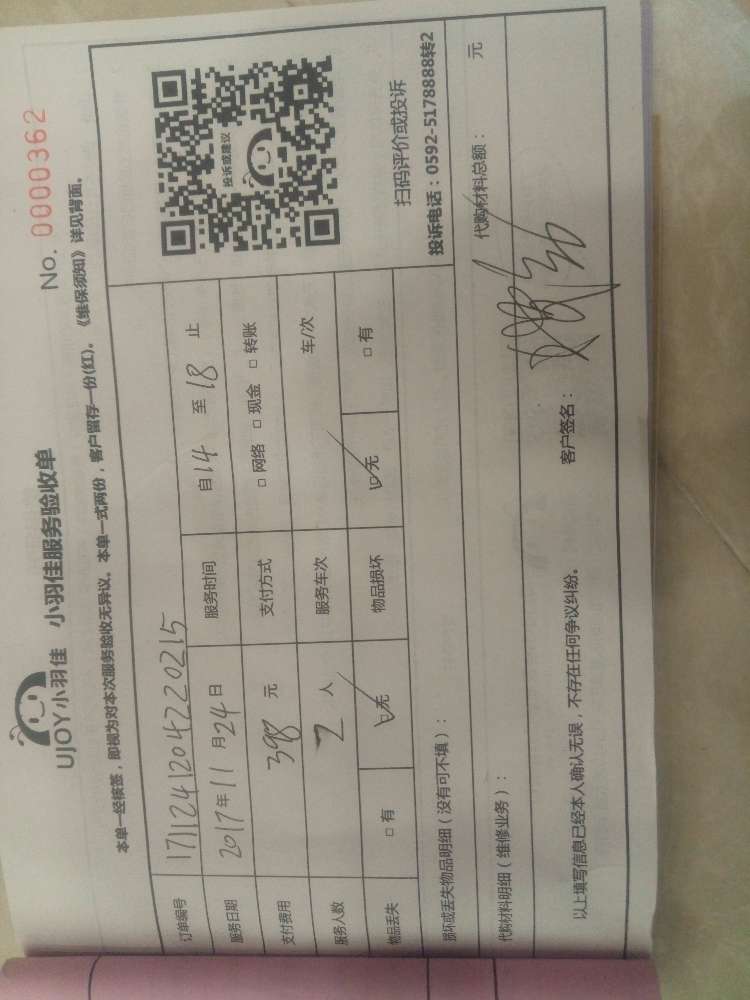 UJOY小羽佳 小羽佳服务验收单
No. 0000362
本单一经核签，即视为对本次服务验收无异议。本单一式两份，客户留存一份(红)。《维保须知》详见背面。
订单编号 1711241204220215
服务日期 2017年11月24日 服务时间 自14至18止
支付费用 398元 支付方式 □ 网络 □ 现金 □ 转账
服务人数 2人 服务车次 车/次
物品丢失 □ 有 □ 无 物品损坏 □ 无 □ 有
投诉或建议
扫码评价或投诉
投诉电话：0592-5178888转2
损坏或丢失物品明细（没有可不填）：
代购材料明细（维修业务）： 代购材料总额： 元
以上填写信息已经本人确认无误，不存在任何争议纠纷。 客户签名：